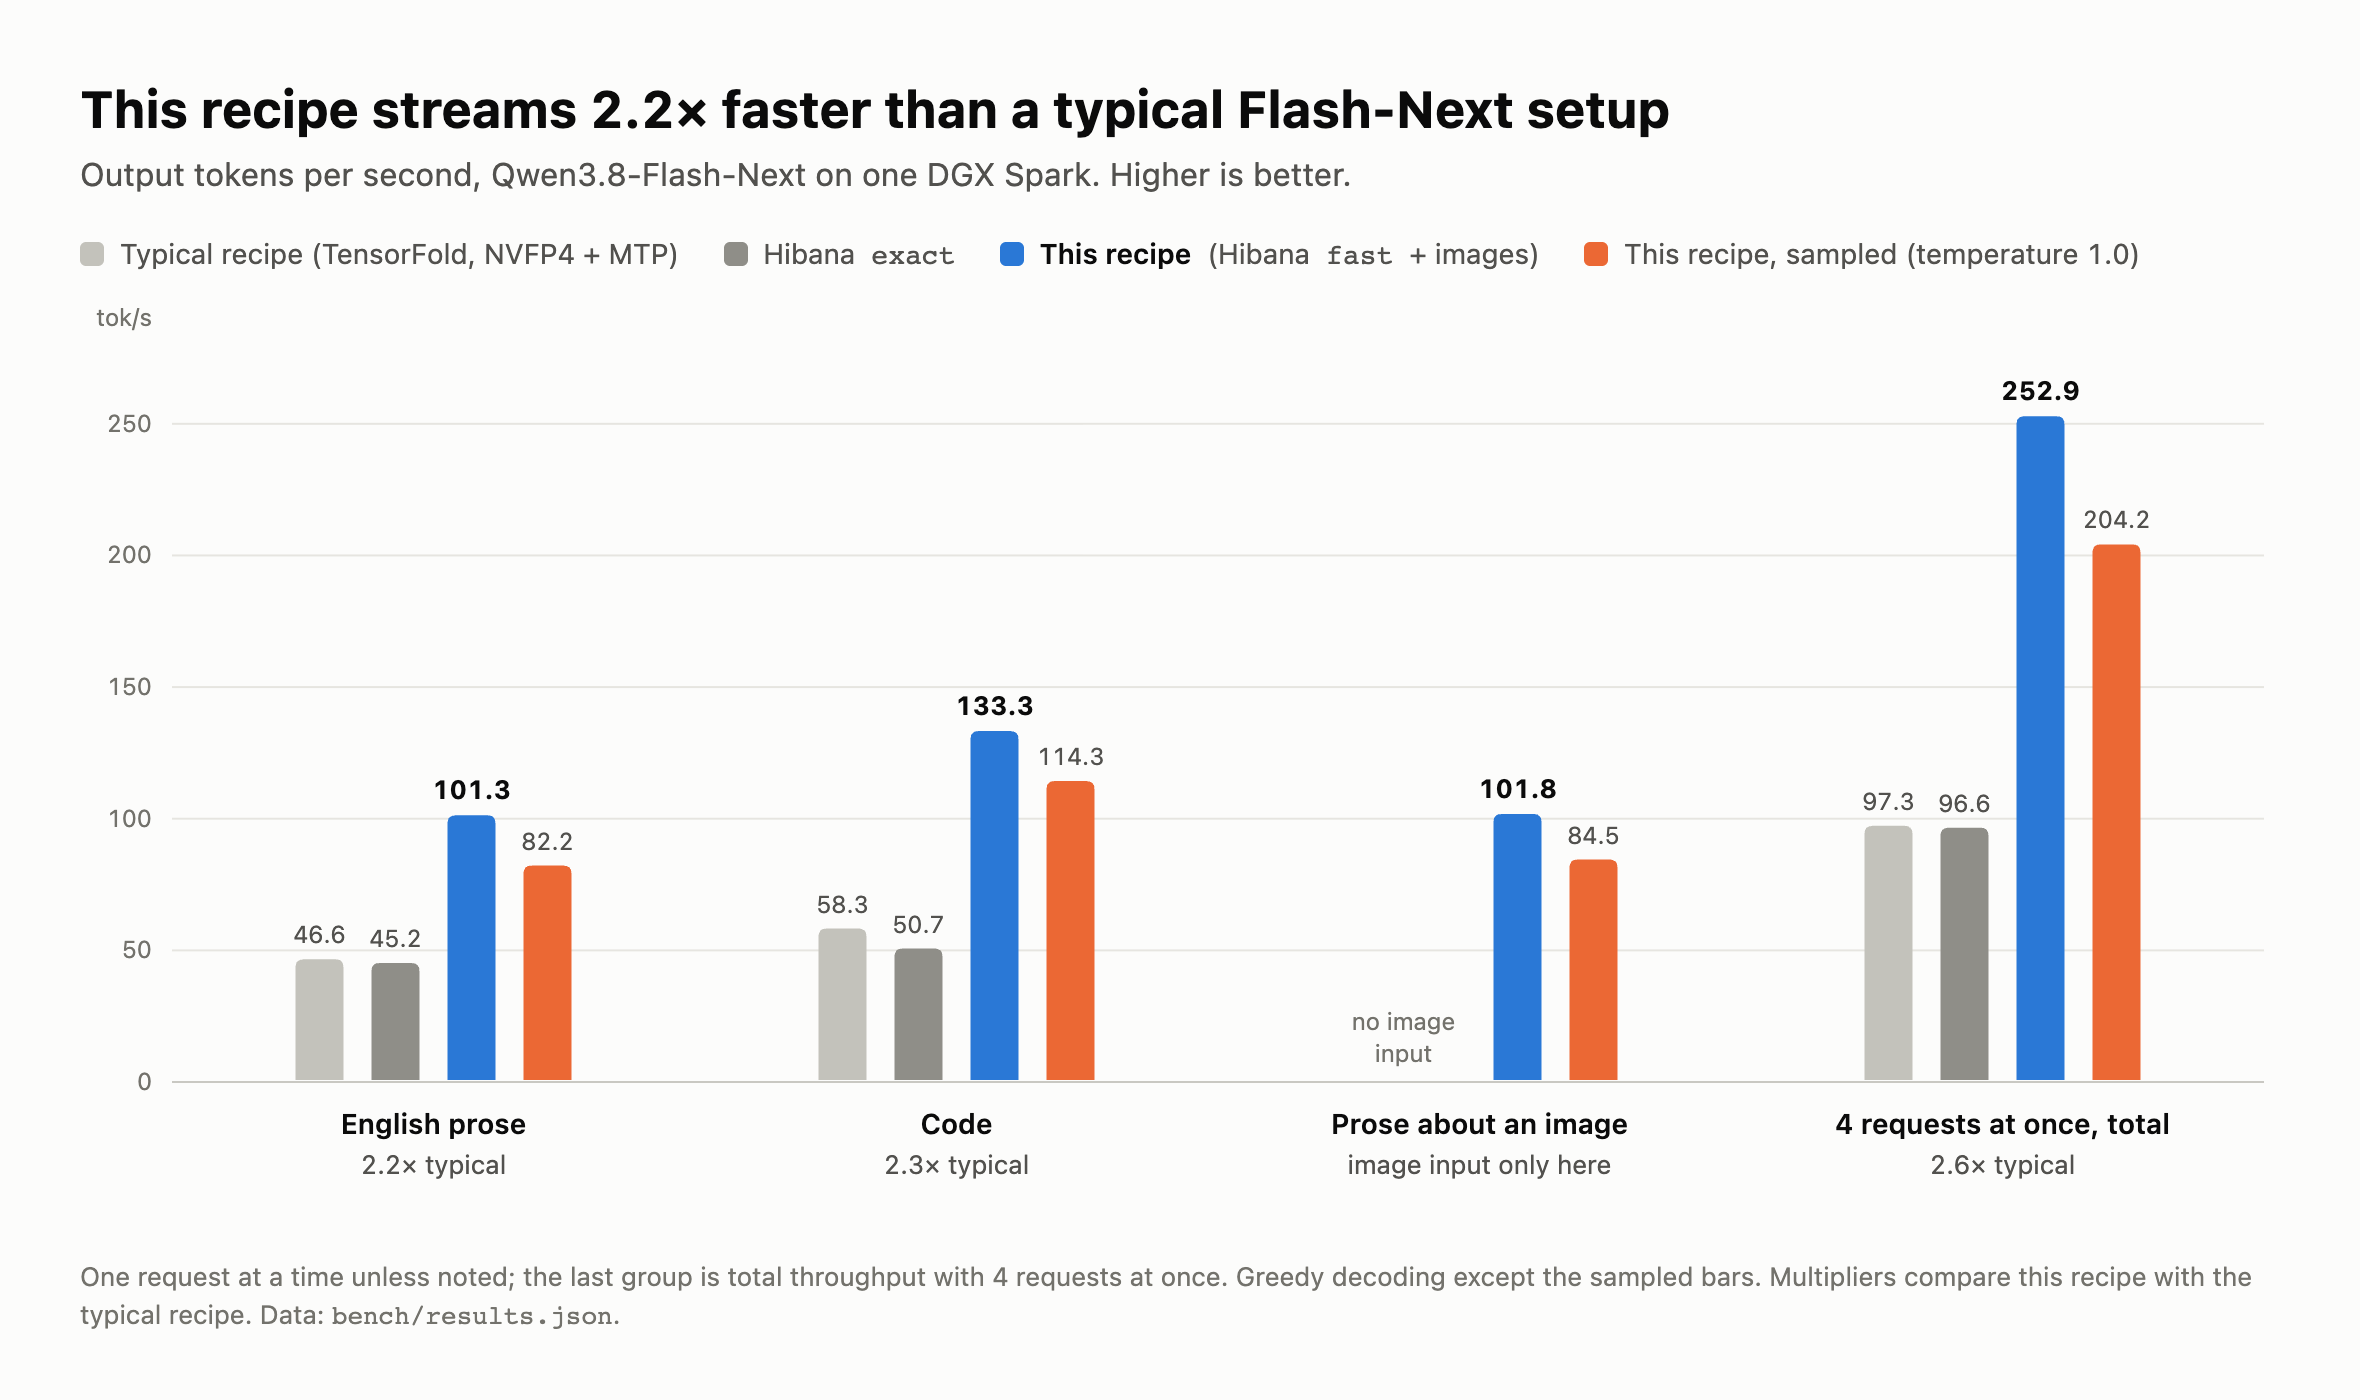 This recipe streams 2.2× faster than a typical Flash-Next setup
Output tokens per second, Qwen3.8-Flash-Next on one DGX Spark. Higher is better.
Typical recipe (TensorFold, NVFP4 + MTP) Hibana exact This recipe (Hibana fast + images) This recipe, sampled (temperature 1.0)
tok/s
250
200
150
100
50
0
46.6
45.2
101.3
82.2
58.3
50.7
133.3
114.3
no image
input
101.8
84.5
97.3
96.6
252.9
204.2
English prose
2.2× typical
Code
2.3× typical
Prose about an image
image input only here
4 requests at once, total
2.6× typical
One request at a time unless noted; the last group is total throughput with 4 requests at once. Greedy decoding except the sampled bars. Multipliers compare this recipe with the
typical recipe. Data: bench/results.json.